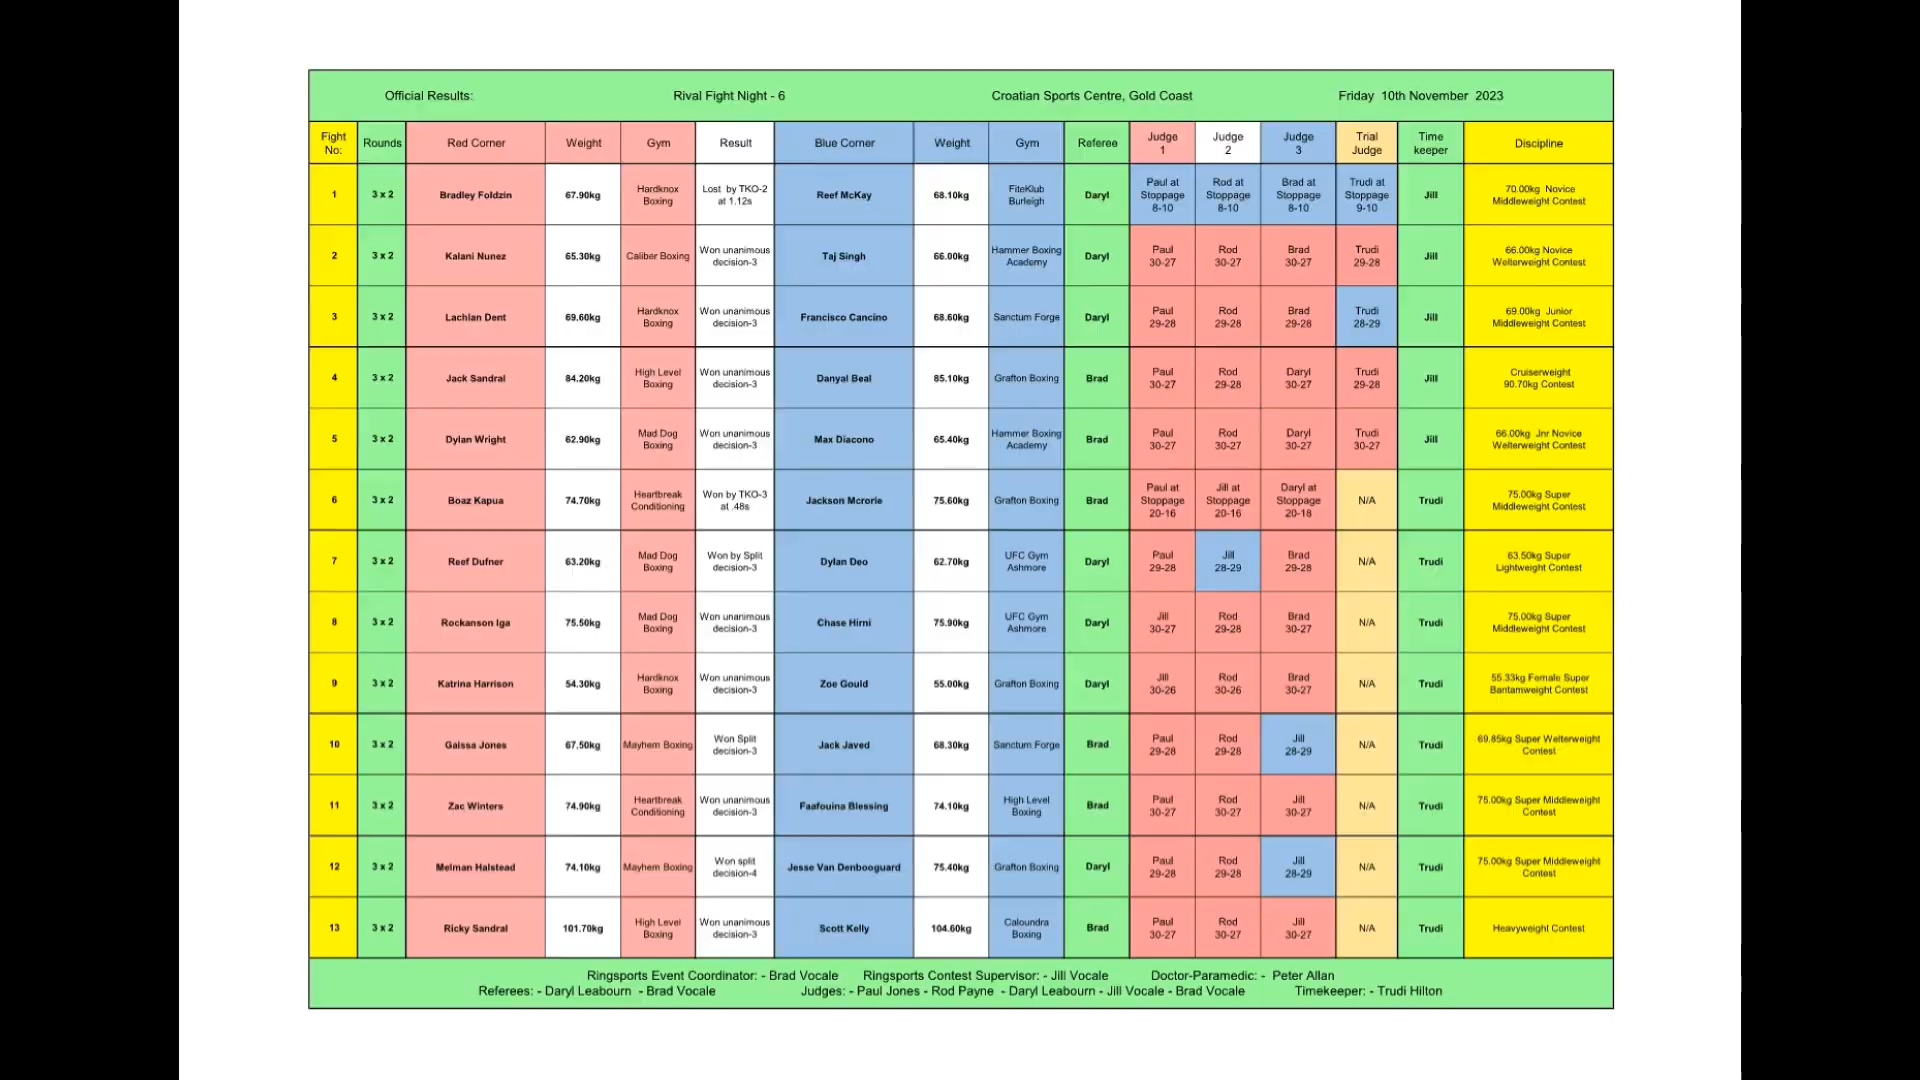 Official Results: Rival Fight Night - 6 Croatian Sports Centre, Gold Coast Friday 10th November 2023
Fight No: Rounds Red Corner Weight Gym Result Blue Corner Weight Gym Referee Judge 1 Judge 2 Judge 3 Trial Judge Time keeper Discipline
1 3 x 2 Bradley Foldzin 67.90kg Hardknox Boxing Lost by TKO-2 at 1.12s Reef McKay 68.10kg FiteKlub Burleigh Daryl Paul at Stoppage 8-10 Rod at Stoppage 8-10 Brad at Stoppage 8-10 Trudi at Stoppage 9-10 Jill 70.00kg Novice Middleweight Contest
2 3 x 2 Kalani Nunez 65.30kg Caliber Boxing Won unanimous decision-3 Taj Singh 66.00kg Hammer Boxing Academy Daryl Paul 30-27 Rod 30-27 Brad 30-27 Trudi 29-28 Jill 66.00kg Novice Welterweight Contest
3 3 x 2 Lachlan Dent 69.60kg Hardknox Boxing Won unanimous decision-3 Francisco Cancino 68.60kg Sanctum Forge Daryl Paul 29-28 Rod 29-28 Brad 29-28 Trudi 28-29 Jill 69.00kg Junior Middleweight Contest
4 3 x 2 Jack Sandral 84.20kg High Level Boxing Won unanimous decision-3 Danyal Beal 85.10kg Grafton Boxing Brad Paul 30-27 Rod 29-28 Daryl 30-27 Trudi 29-28 Jill Cruiserweight 90.70kg Contest
5 3 x 2 Dylan Wright 62.90kg Mad Dog Boxing Won unanimous decision-3 Max Diacono 65.40kg Hammer Boxing Academy Brad Paul 30-27 Rod 30-27 Daryl 30-27 Trudi 30-27 Jill 66.00kg Jnr Novice Welterweight Contest
6 3 x 2 Boaz Kapua 74.70kg Heartbreak Conditioning Won by TKO-3 at .48s Jackson Mcrorie 75.60kg Grafton Boxing Brad Paul at Stoppage 20-16 Jill at Stoppage 20-16 Daryl at Stoppage 20-18 N/A Trudi 75.00kg Super Middleweight Contest
7 3 x 2 Reef Dufner 63.20kg Mad Dog Boxing Won by Split decision-3 Dylan Deo 62.70kg UFC Gym Ashmore Daryl Paul 29-28 Jill 28-29 Brad 29-28 N/A Trudi 63.50kg Super Lightweight Contest
8 3 x 2 Rockanson Iga 75.50kg Mad Dog Boxing Won unanimous decision-3 Chase Hirni 75.90kg UFC Gym Ashmore Daryl Jill 30-27 Rod 29-28 Brad 30-27 N/A Trudi 75.00kg Super Middleweight Contest
9 3 x 2 Katrina Harrison 54.30kg Hardknox Boxing Won unanimous decision-3 Zoe Gould 55.00kg Grafton Boxing Daryl Jill 30-26 Rod 30-26 Brad 30-27 N/A Trudi 55.33kg Female Super Bantamweight Contest
10 3 x 2 Gaissa Jones 67.50kg Mayhem Boxing Won Split decision-3 Jack Javed 68.30kg Sanctum Forge Brad Paul 29-28 Rod 29-28 Jill 28-29 N/A Trudi 69.85kg Super Welterweight Contest
11 3 x 2 Zac Winters 74.90kg Heartbreak Conditioning Won unanimous decision-3 Faafouina Blessing 74.10kg High Level Boxing Brad Paul 30-27 Rod 30-27 Jill 30-27 N/A Trudi 75.00kg Super Middleweight Contest
12 3 x 2 Melman Halstead 74.10kg Mayhem Boxing Won split decision-4 Jesse Van Denbooguard 75.40kg Grafton Boxing Daryl Paul 29-28 Rod 29-28 Jill 28-29 N/A Trudi 75.00kg Super Middleweight Contest
13 3 x 2 Ricky Sandral 101.70kg High Level Boxing Won unanimous decision-3 Scott Kelly 104.60kg Caloundra Boxing Brad Paul 30-27 Rod 30-27 Jill 30-27 N/A Trudi Heavyweight Contest
Ringsports Event Coordinator: - Brad Vocale Ringsports Contest Supervisor: - Jill Vocale Doctor-Paramedic: - Peter Allan
Referees: - Daryl Leabourn - Brad Vocale Judges: - Paul Jones - Rod Payne - Daryl Leabourn - Jill Vocale - Brad Vocale Timekeeper: - Trudi Hilton